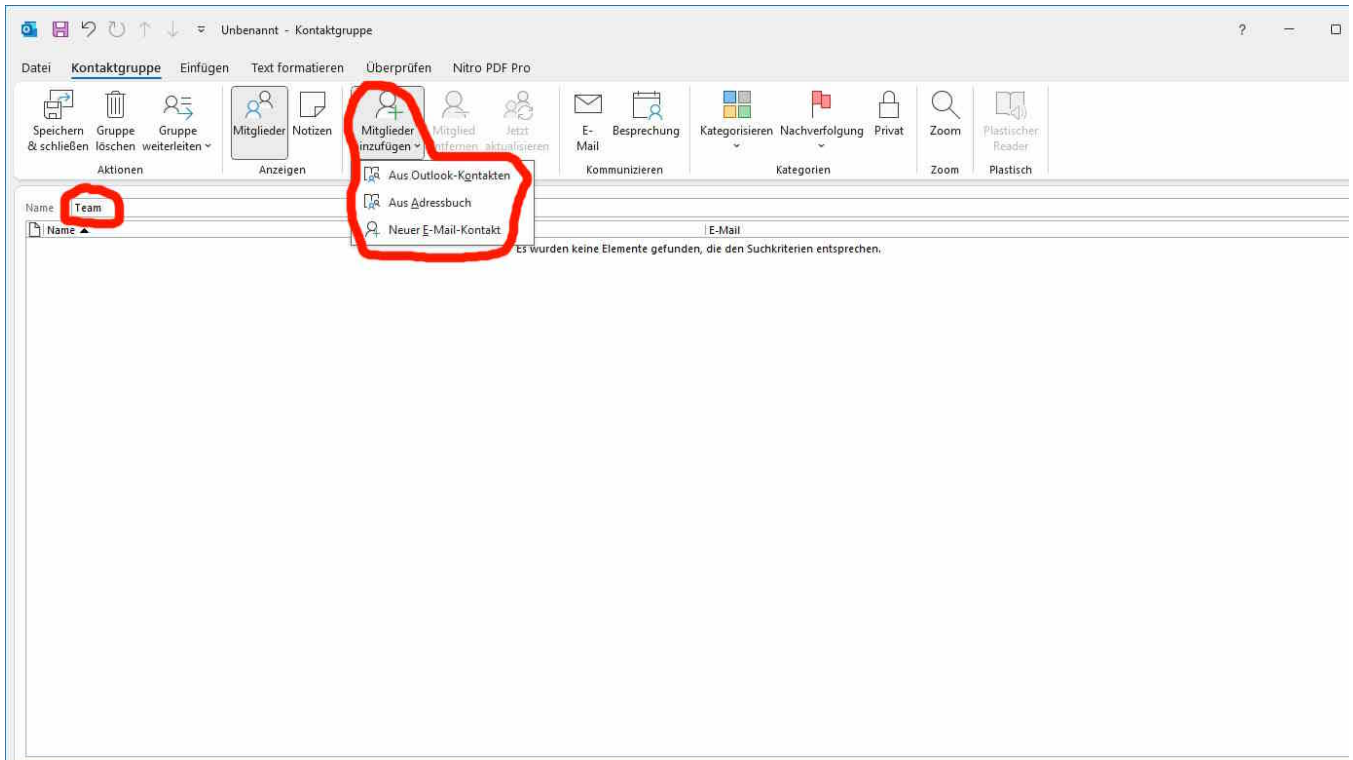 Unbenannt - Kontaktgruppe
?
Datei Kontaktgruppe Einfügen Text formatieren Überprüfen Nitro PDF Pro
Speichern & schließen
Gruppe löschen
Gruppe weiterleiten
Mitglieder
Notizen
Mitglieder hinzufügen
Mitglied entfernen
Jetzt aktualisieren
E-Mail
Besprechung
Kategorisieren
Nachverfolgung
Privat
Zoom
Plastischer Reader
Aktionen
Anzeigen
Kommunizieren
Kategorien
Zoom
Plastisch
Aus Outlook-Kontakten
Aus Adressbuch
Neuer E-Mail-Kontakt
Name Team
Name
E-Mail
Es wurden keine Elemente gefunden, die den Suchkriterien entsprechen.